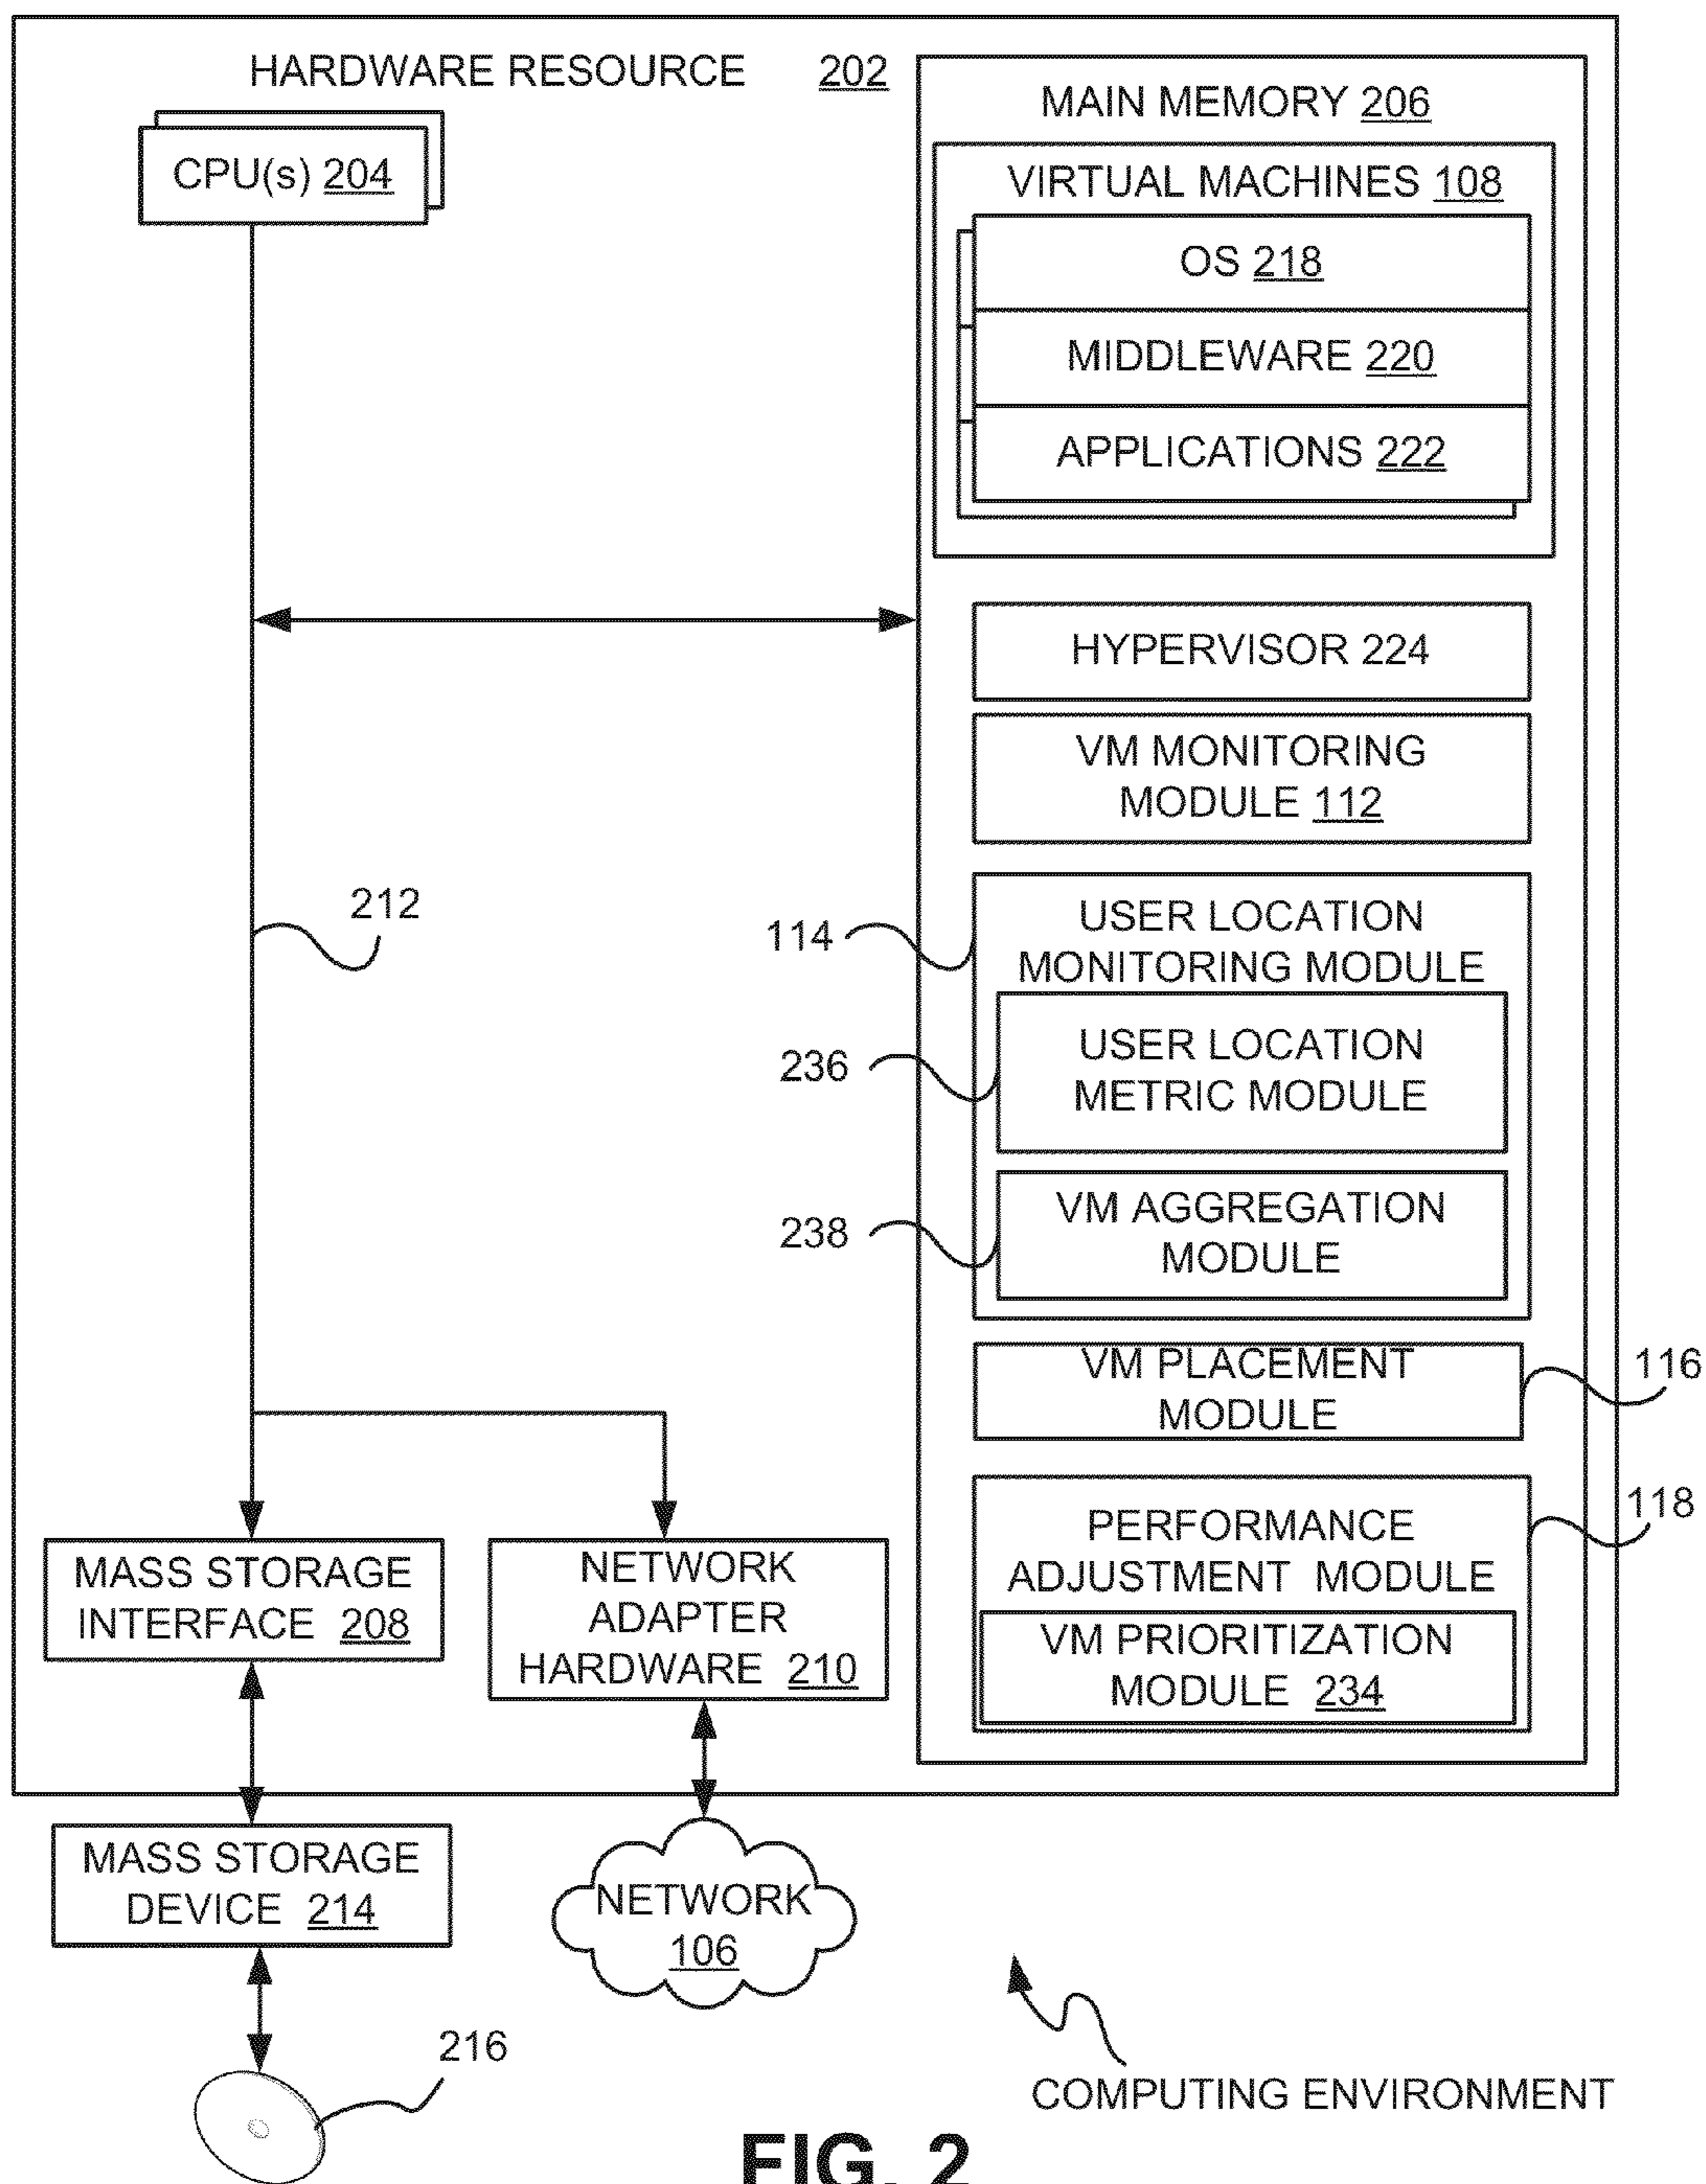 HARDWARE RESOURCE 202
CPU(s) 204
MAIN MEMORY 206
VIRTUAL MACHINES 108
OS 218
MIDDLEWARE 220
APPLICATIONS 222
HYPERVISOR 224
VM MONITORING
MODULE 112
212
114
USER LOCATION
MONITORING MODULE
236
USER LOCATION
METRIC MODULE
238
VM AGGREGATION
MODULE
VM PLACEMENT
MODULE
116
PERFORMANCE
ADJUSTMENT MODULE
118
VM PRIORITIZATION
MODULE 234
MASS STORAGE
INTERFACE 208
NETWORK
ADAPTER
HARDWARE 210
MASS STORAGE
DEVICE 214
NETWORK
106
216
COMPUTING ENVIRONMENT
FIG. 2